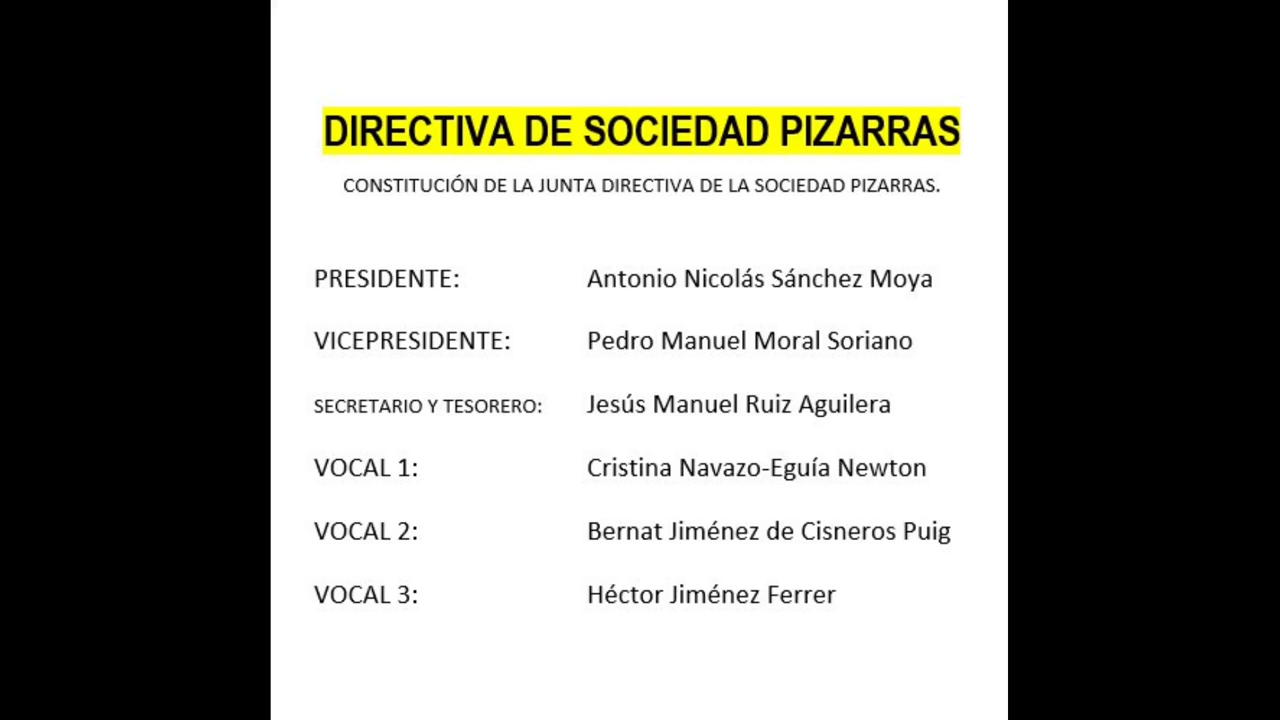 DIRECTIVA DE SOCIEDAD PIZARRAS
CONSTITUCIÓN DE LA JUNTA DIRECTIVA DE LA SOCIEDAD PIZARRAS.
PRESIDENTE: Antonio Nicolás Sánchez Moya
VICEPRESIDENTE: Pedro Manuel Moral Soriano
SECRETARIO Y TESORERO: Jesús Manuel Ruiz Aguilera
VOCAL 1: Cristina Navazo-Eguía Newton
VOCAL 2: Bernat Jiménez de Cisneros Puig
VOCAL 3: Héctor Jiménez Ferrer